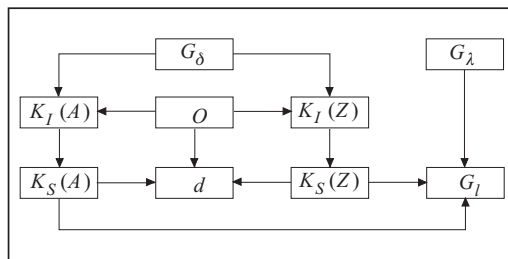 G_δ G_λ
K_I (A) O K_I (Z)
K_S (A) d K_S (Z) G_l